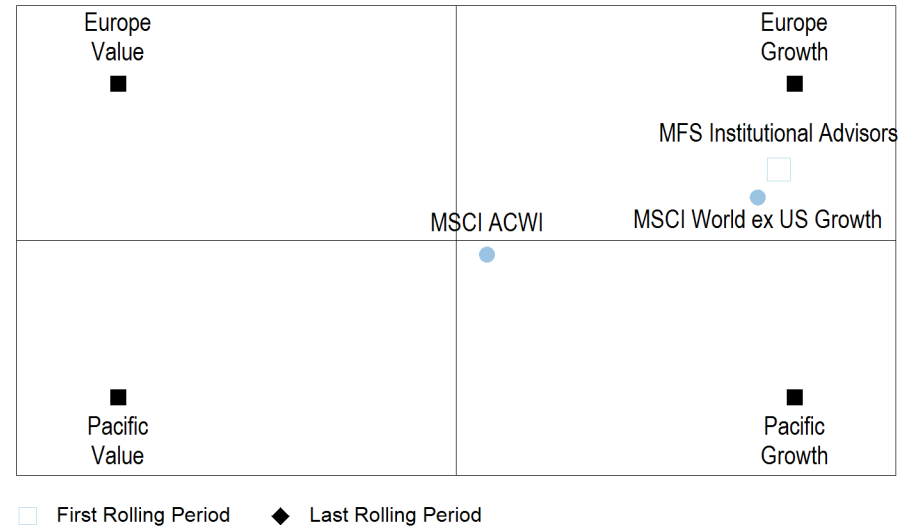 Europe
Value
Europe
Growth
MFS Institutional Advisors
MSCI World ex US Growth
MSCI ACWI
Pacific
Value
Pacific
Growth
First Rolling Period
Last Rolling Period